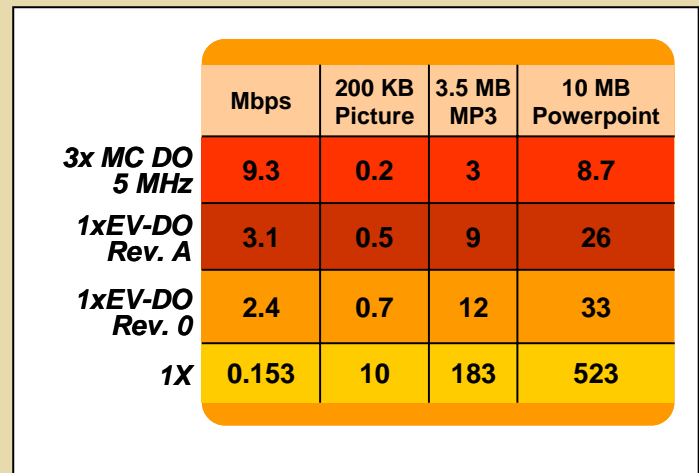 Mbps 200 KB Picture 3.5 MB MP3 10 MB Powerpoint
3x MC DO 5 MHz 9.3 0.2 3 8.7
1xEV-DO Rev. A 3.1 0.5 9 26
1xEV-DO Rev. 0 2.4 0.7 12 33
1X 0.153 10 183 523